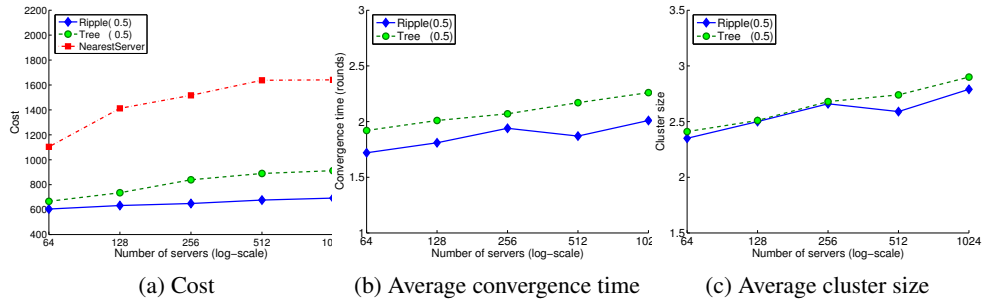 2200
2000
1800
1600
1400
1200
1000
800
600
400
Cost
Ripple( 0.5)
Tree ( 0.5)
NearestServer
64 128 256 512 10
Number of servers (log−scale)
(a) Cost
3
2.5
2
1.5
1
Convergence time (rounds)
Ripple(0.5)
Tree (0.5)
64 128 256 512 102
Number of servers (log−scale)
(b) Average convergence time
3
2.5
2
1.5
Cluster size
Ripple(0.5)
Tree (0.5)
64 128 256 512 1024
Number of servers (log−scale)
(c) Average cluster size